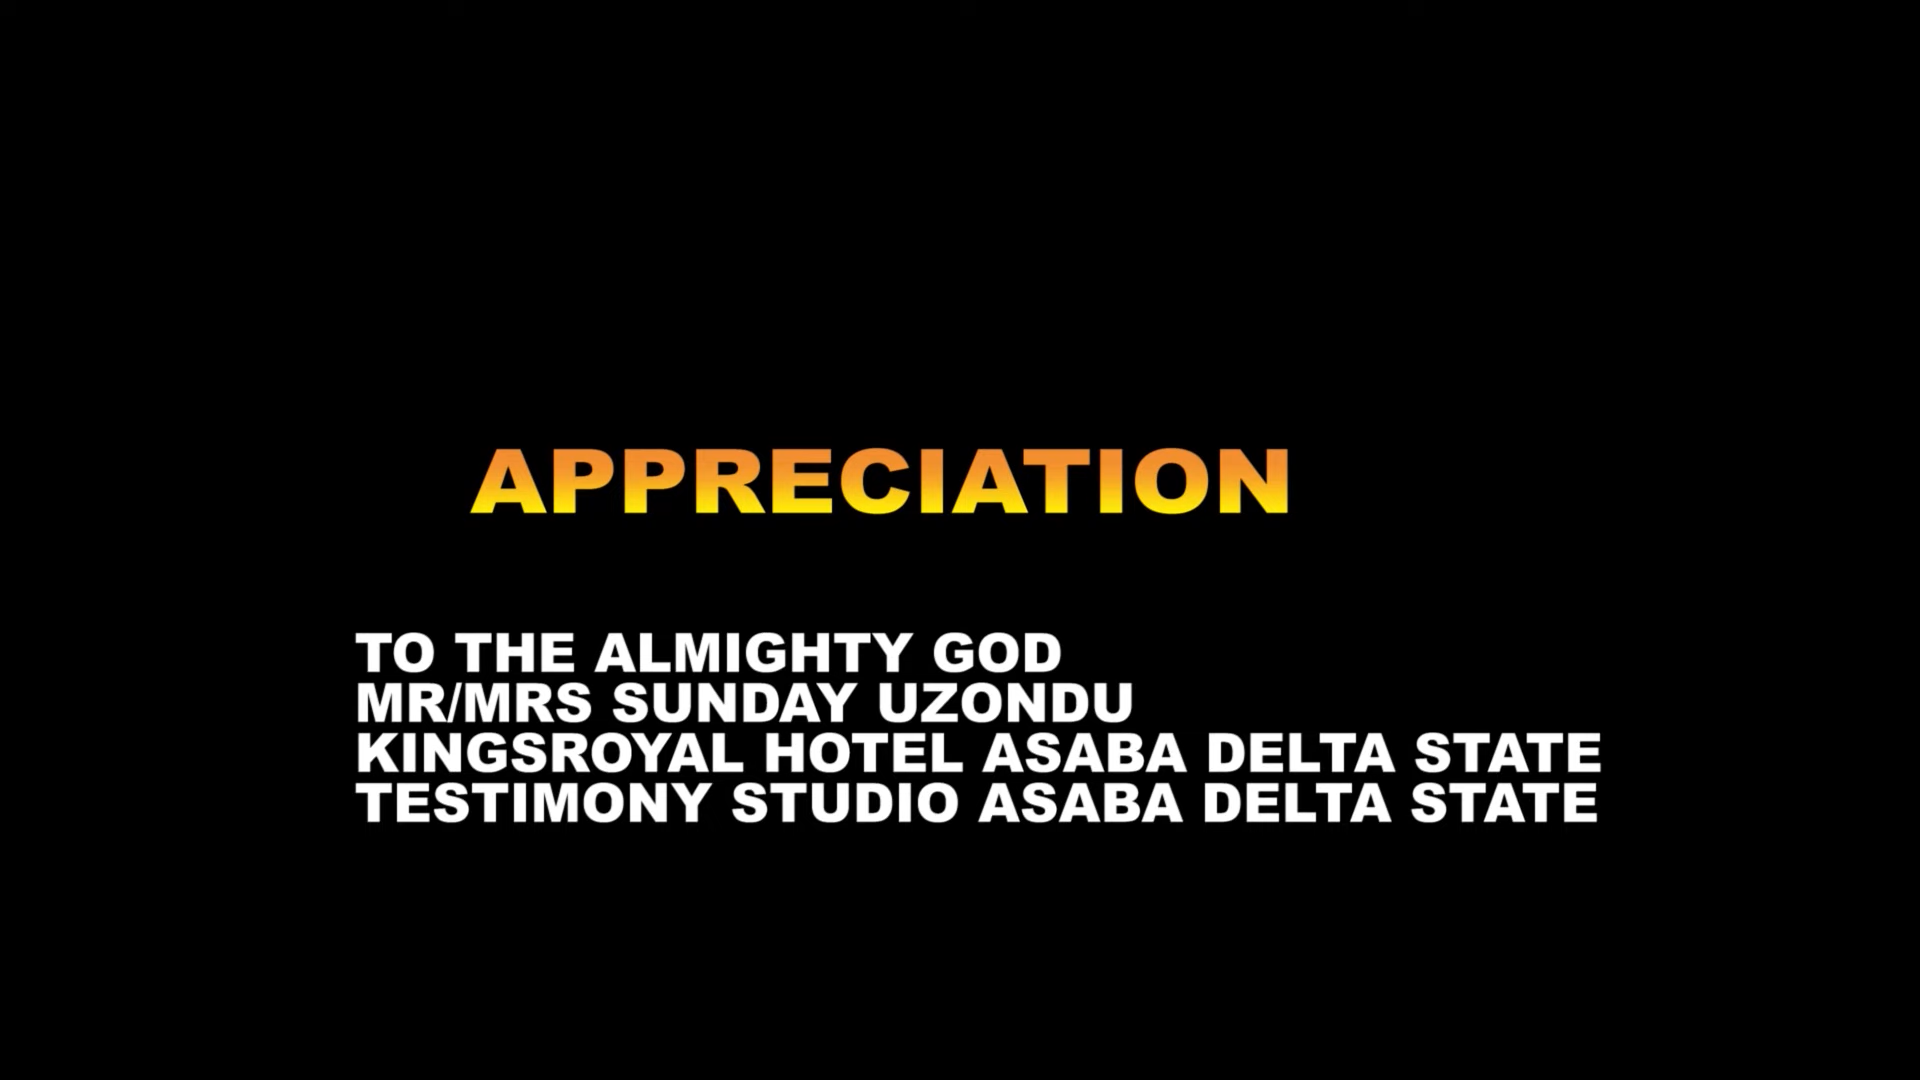 APPRECIATION
TO THE ALMIGHTY GOD
MR/MRS SUNDAY UZONDU
KINGSROYAL HOTEL ASABA DELTA STATE
TESTIMONY STUDIO ASABA DELTA STATE